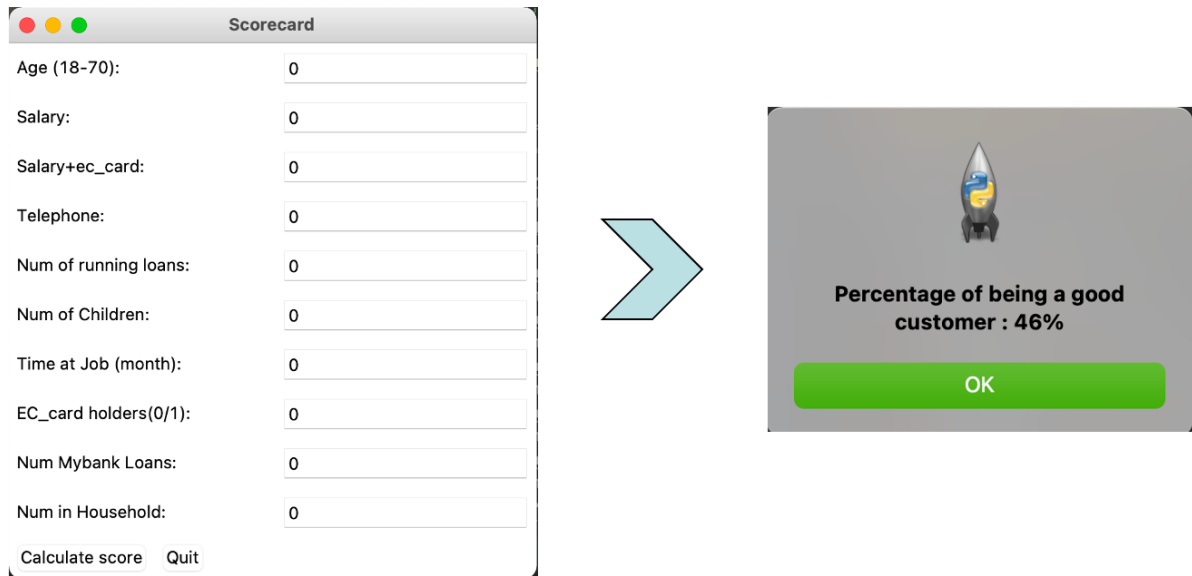 Scorecard
Age (18-70): 0
Salary: 0
Salary+ec_card: 0
Telephone: 0
Num of running loans: 0
Num of Children: 0
Time at Job (month): 0
EC_card holders(0/1): 0
Num Mybank Loans: 0
Num in Household: 0
Calculate score Quit
Percentage of being a good
customer : 46%
OK